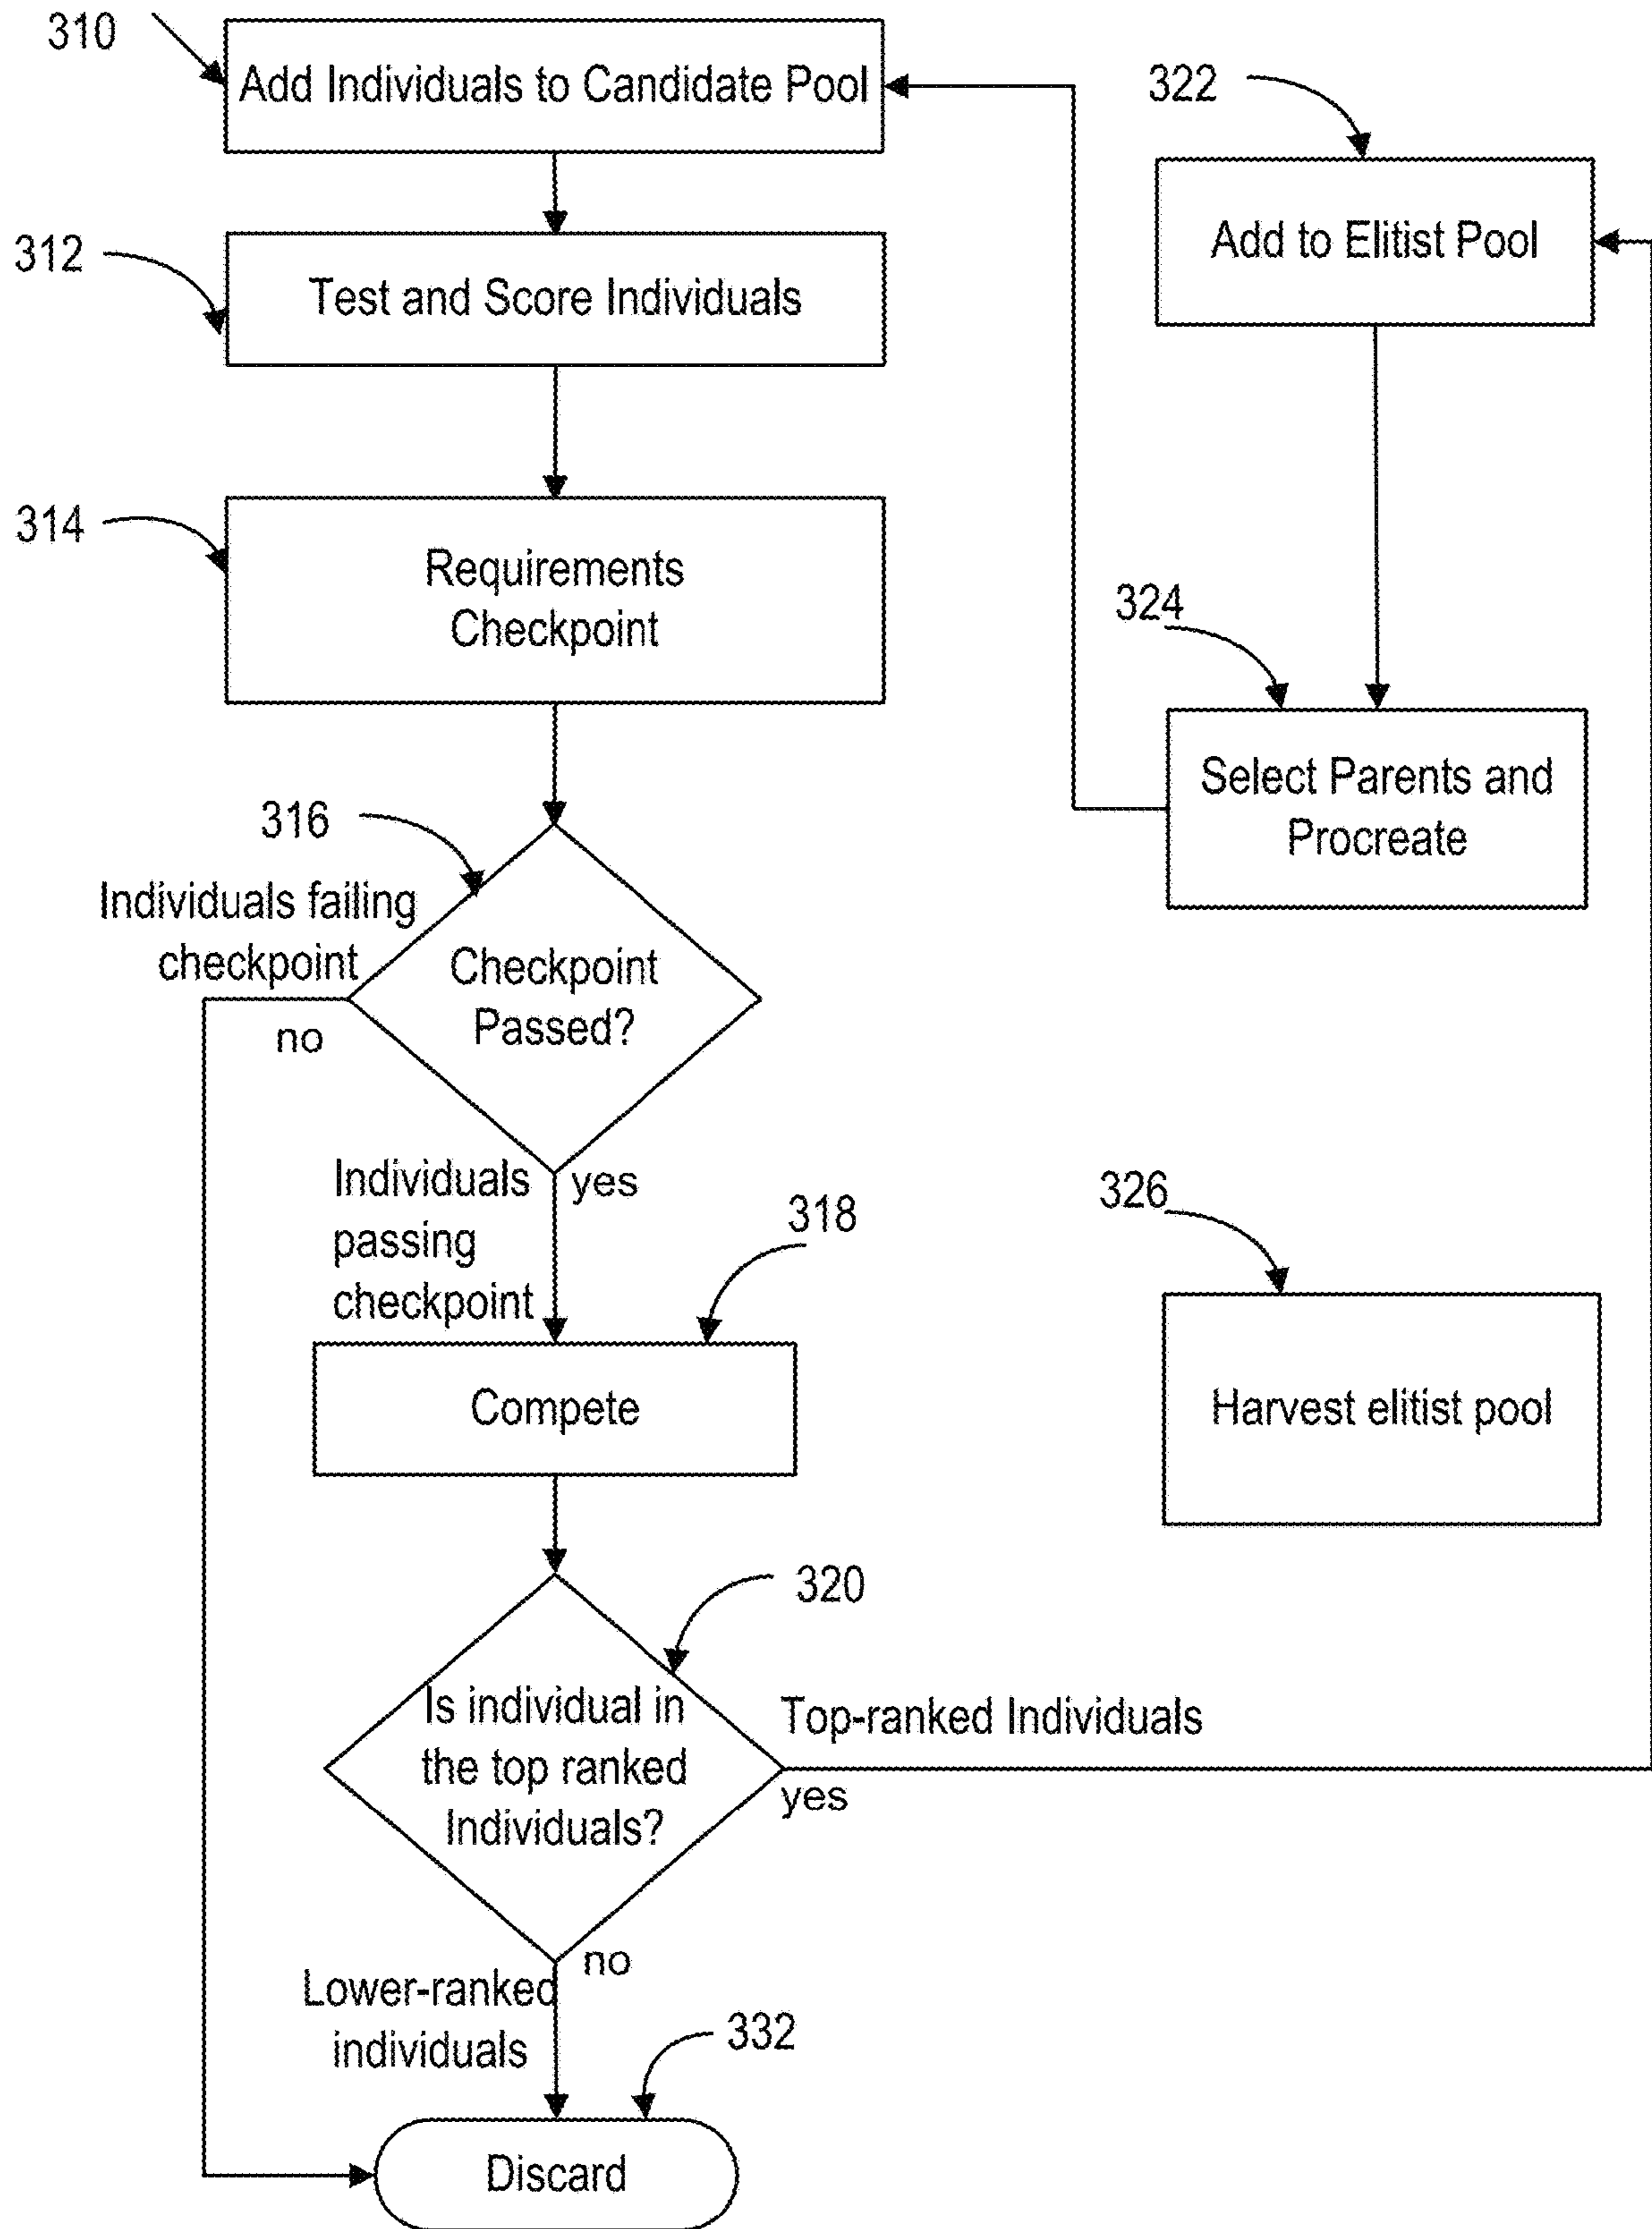 310
Add Individuals to Candidate Pool
322
Add to Elitist Pool
312
Test and Score Individuals
314
Requirements
Checkpoint
324
Select Parents and
Procreate
316
Individuals failing
checkpoint
no
Checkpoint
Passed?
Individuals
passing
checkpoint
yes
318
Compete
326
Harvest elitist pool
320
Is individual in
the top ranked
Individuals?
Top-ranked Individuals
yes
no
Lower-ranked
individuals
332
Discard